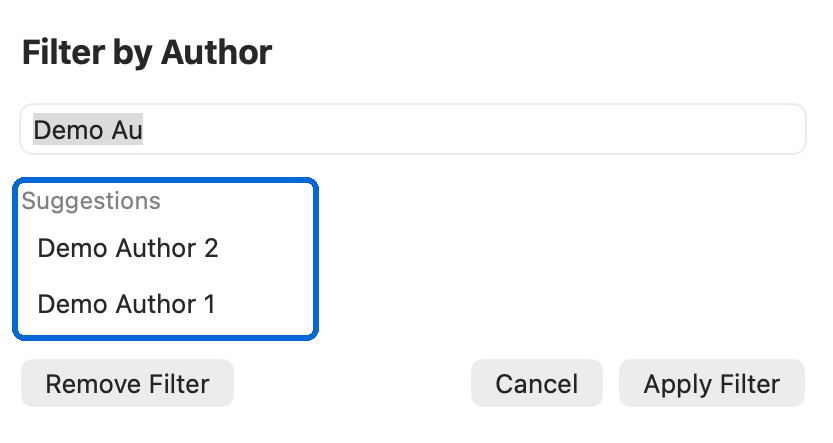 Filter by Author
Demo Au
Suggestions
Demo Author 2
Demo Author 1
Remove Filter Cancel Apply Filter